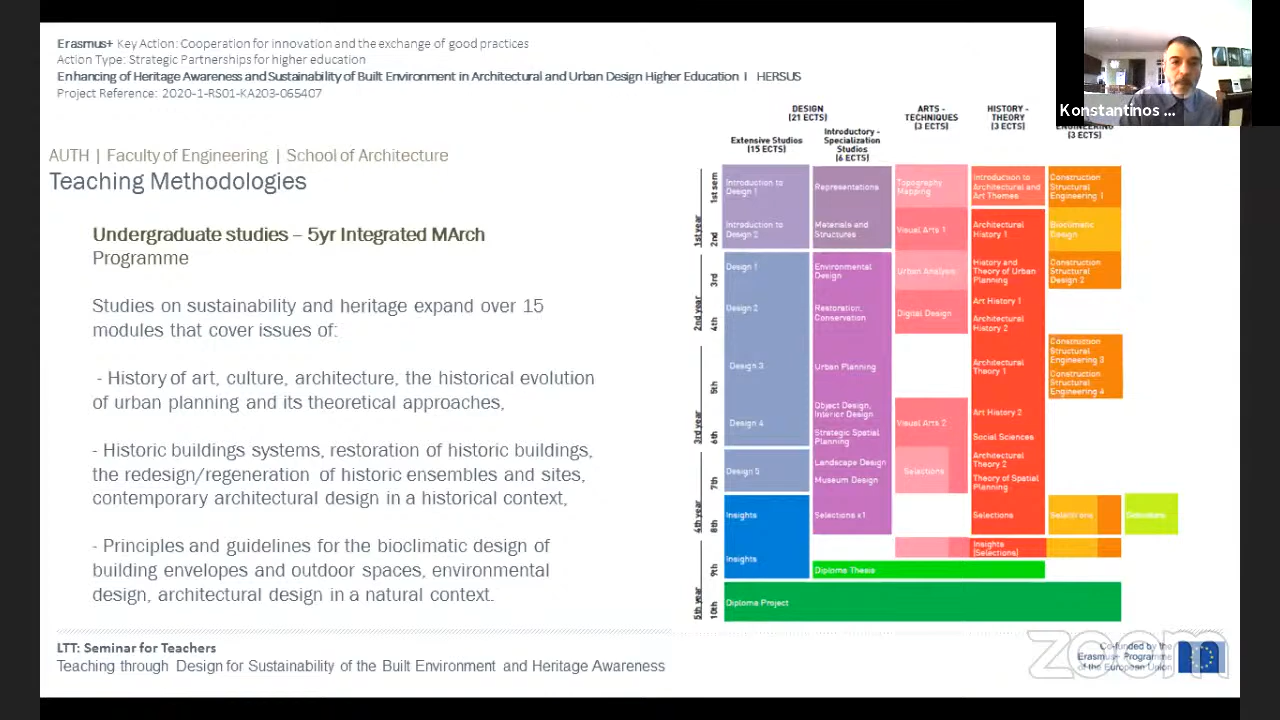 Erasmus+ Key Action: Cooperation for innovation and the exchange of good practices
Action Type: Strategic Partnerships for higher education
Enhancing of Heritage Awareness and Sustainability of Built Environment in Architectural and Urban Design Higher Education I HERSUS
Project Reference: 2020-1-RS01-KA203-065407
Konstantinos ...
AUTH | Faculty of Engineering | School of Architecture
Teaching Methodologies
Undergraduate studies – 5yr Integrated MArch
Programme
Studies on sustainability and heritage expand over 15
modules that cover issues of:
- History of art, culture, architecture, the historical evolution
of urban planning and its theoretical approaches,
- Historic buildings systems, restoration of historic buildings,
the redesign/regeneration of historic ensembles and sites,
contemporary architectural design in a historical context,
- Principles and guidelines for the bioclimatic design of
building envelopes and outdoor spaces, environmental
design, architectural design in a natural context.
DESIGN
(21 ECTS)
Extensive Studies
(15 ECTS)
Introductory -
Specialization
Studies
(6 ECTS)
ARTS -
TECHNIQUES
(3 ECTS)
HISTORY -
THEORY
(3 ECTS)
ENGINEERING
(3 ECTS)
1st year
1st sem
2nd
2nd year
3rd
4th
3rd year
5th
6th
4th year
7th
8th
5th year
9th
10th
Introduction to
Design 1
Introduction to
Design 2
Design 1
Design 2
Design 3
Design 4
Design 5
Insights
Insights
Representations
Materials and
Structures
Environmental
Design
Restoration,
Conservation
Urban Planning
Object Design,
Interior Design
Strategic Spatial
Planning
Landscape Design
Museum Design
Selections x1
Topography
Mapping
Visual Arts 1
Urban Analysis
Digital Design
Visual Arts 2
Selections
Introduction to
Architectural and
Art Themes
Architectural
History 1
History and
Theory of Urban
Planning
Art History 1
Architectural
History 2
Architectural
Theory 1
Art History 2
Social Sciences
Architectural
Theory 2
Theory of Spatial
Planning
Selections
Insights
(Selections)
Construction
Structural
Engineering 1
Bioclimatic
Design
Construction
Structural
Design 2
Construction
Structural
Engineering 3
Construction
Structural
Engineering 4
Selections
Selections
Diploma Thesis
Diploma Project
LTT: Seminar for Teachers
Teaching through Design for Sustainability of the Built Environment and Heritage Awareness
Co-funded by the
Erasmus+ Programme
of the European Union
zoom